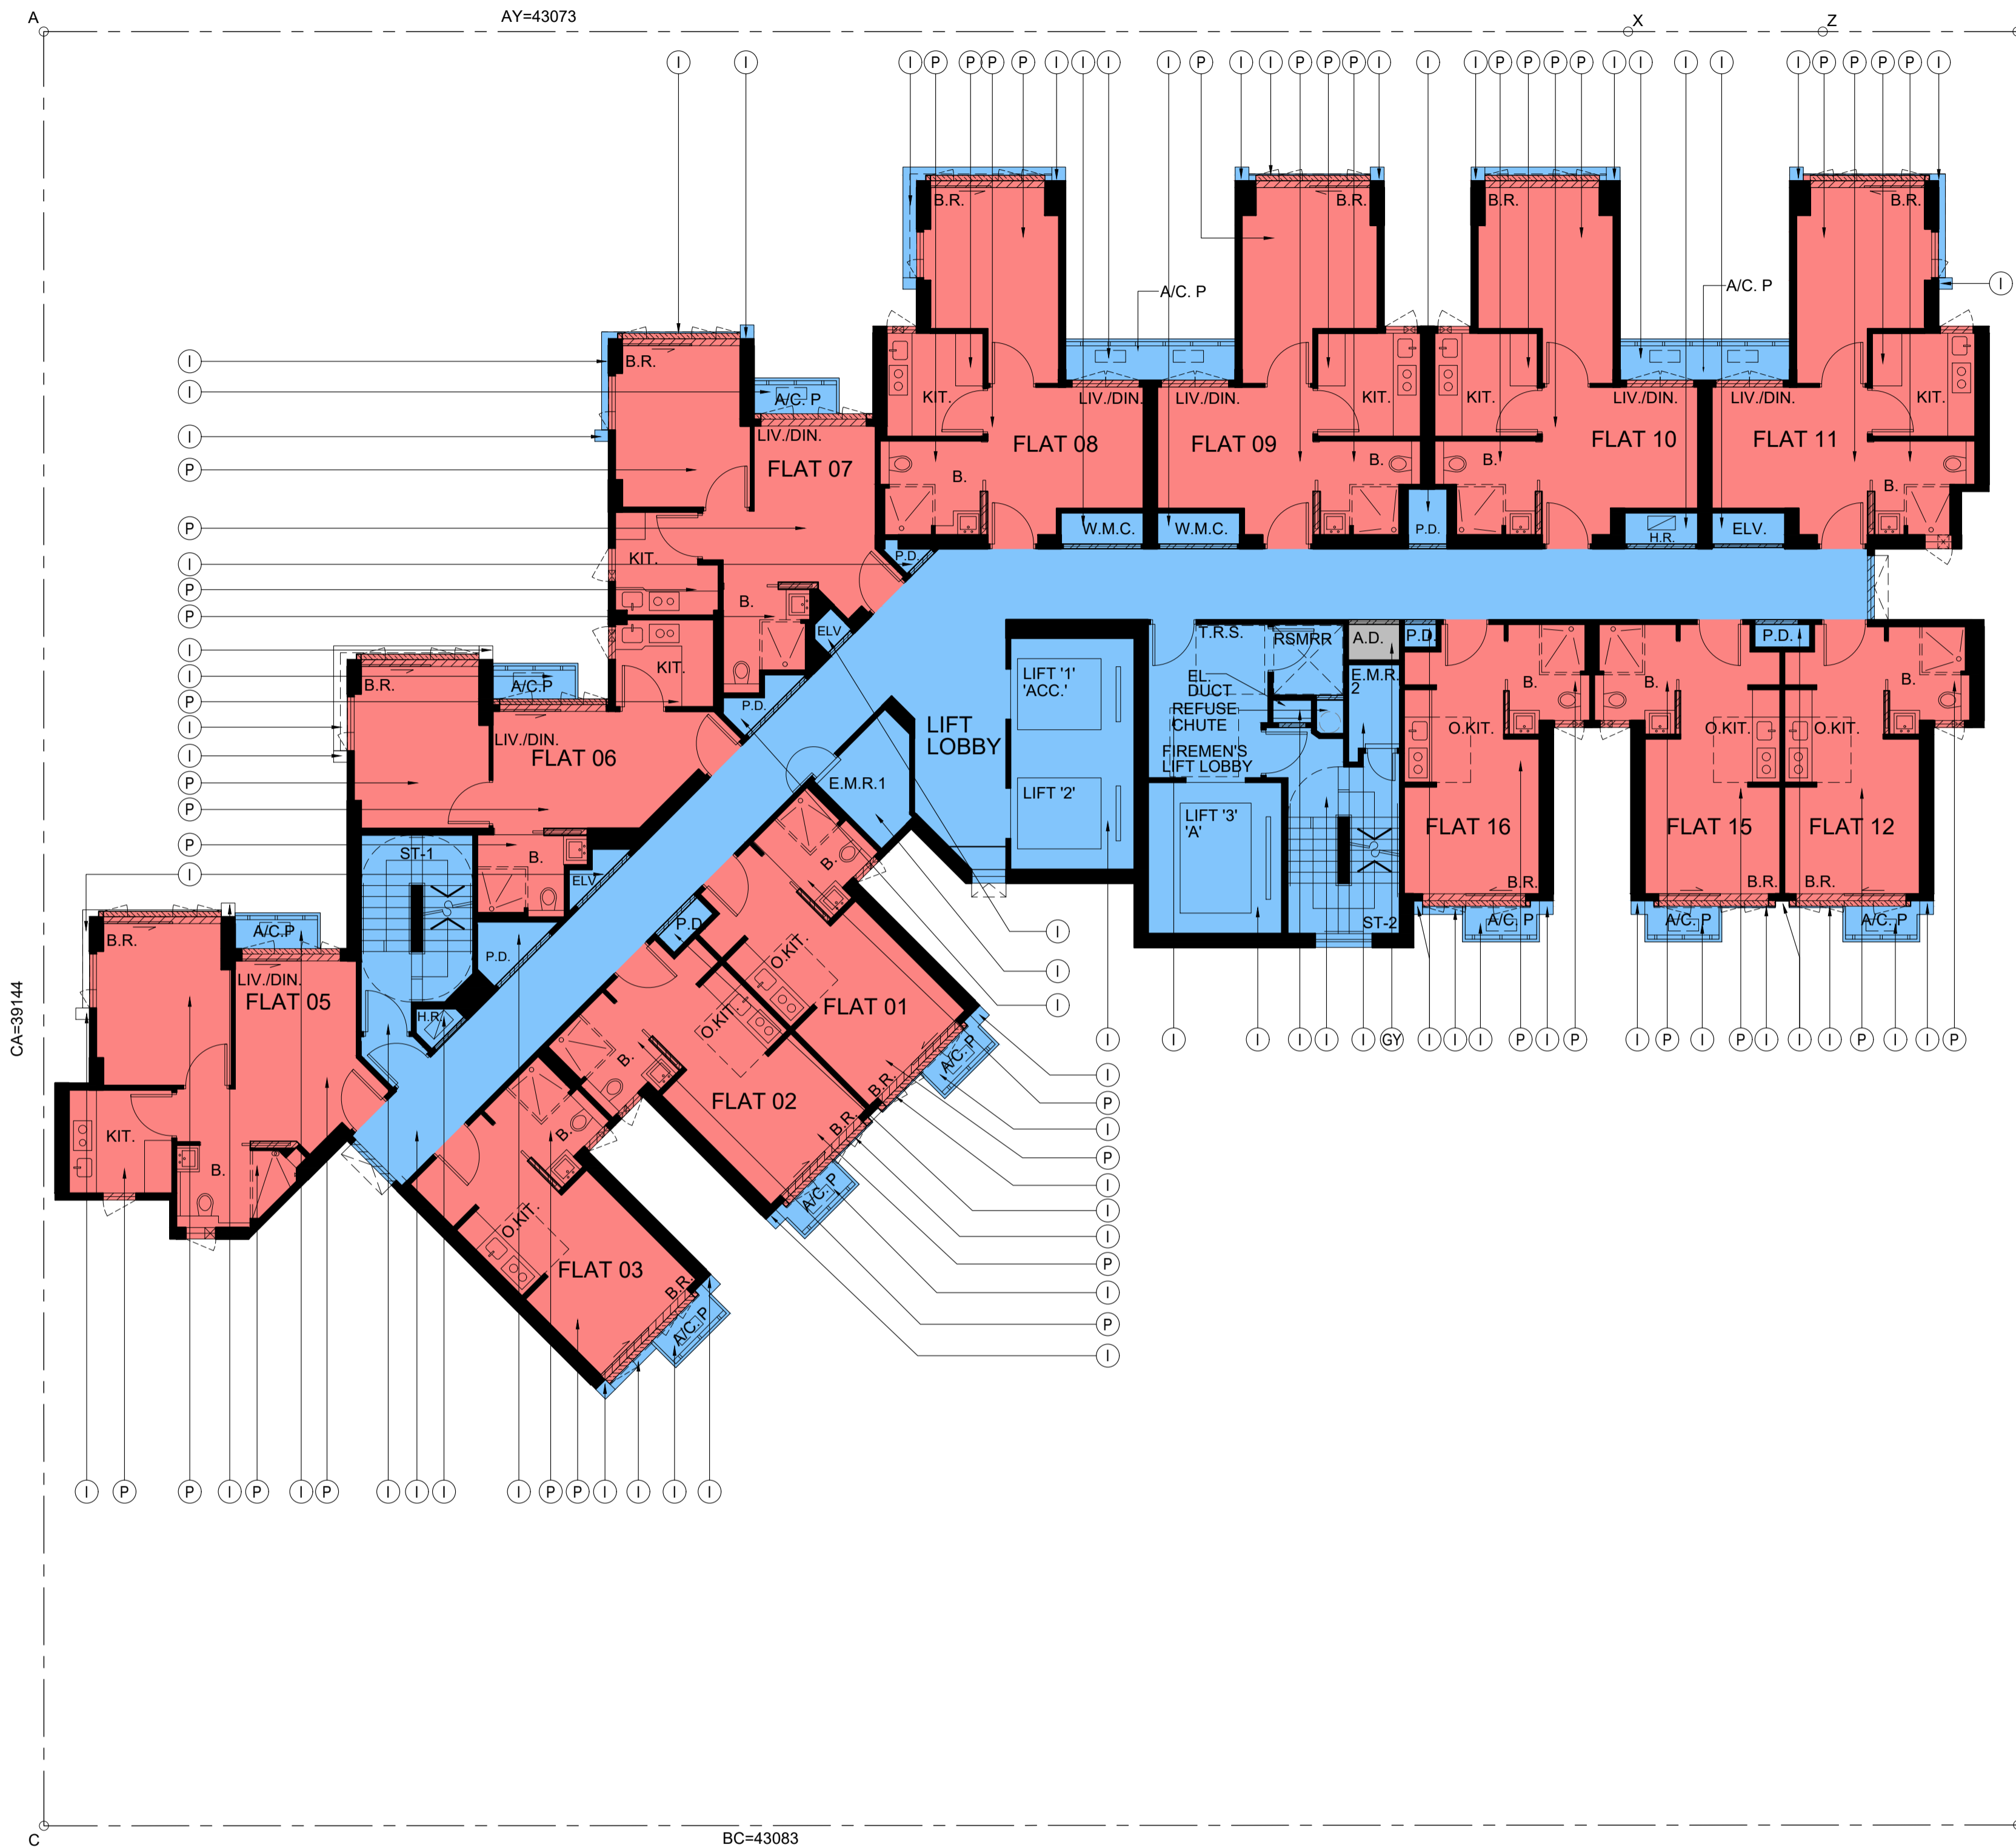 A
AY=43073
X
Z
I I I P P P P I I I I P I I P P P I I I P P P P I I I I I P P P P I
B.R.
B.R.
B.R.
B.R.
I
A/C. P
A/C. P
I
B.R.
I
A/C. P
KIT.
LIV./DIN.
LIV./DIN.
KIT.
KIT.
LIV./DIN.
LIV./DIN.
KIT.
I
LIV./DIN.
FLAT 08
FLAT 09
FLAT 10
FLAT 11
P
FLAT 07
B.
B.
B.
B.
P
W.M.C.
W.M.C.
P.D.
H.R.
ELV.
I
KIT.
P.D.
P
B.
P
ELV
T.R.S.
RSMRR
A.D.
P.D.
P.D.
I
KIT.
LIFT '1'
'ACC.'
EL.
DUCT
E.M.R.
2
I
B.R.
A/C.P
B.
B.
B.
P
P.D.
REFUSE
CHUTE
I
LIV./DIN.
LIFT
LOBBY
O.KIT.
O.KIT.
O.KIT.
I
FLAT 06
FIREMEN'S
LIFT LOBBY
P
E.M.R.1
LIFT '2'
P
LIFT '3'
'A'
FLAT 16
FLAT 15
FLAT 12
P
ST-1
B.
B.
I
ELV
B.R.
B.R.
B.R.
A/C.P
P.D.
ST-2
A/C. P
A/C. P
A/C. P
B.R.
I
P.D.
O.KIT.
LIV./DIN.
I
FLAT 05
FLAT 01
I
CA=39144
H.R.
O.KIT.
I I I I I I GY I I I P I P I P P I I I P I I P
A/C. P
B.
I
B.R.
FLAT 02
P
KIT.
B.
B.R.
I
B.
P
A/C. P
I
O.KIT.
I
I
FLAT 03
P
B.R.
I
A/C. P
P
I
I P P I P I P I I I I P P I I I I
C
BC=43083